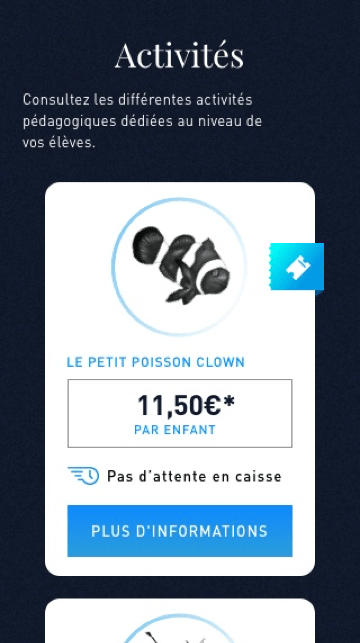 Activités
Consultez les différentes activités
pédagogiques dédiées au niveau de
vos élèves.
LE PETIT POISSON CLOWN
11,50€*
PAR ENFANT
Pas d'attente en caisse
PLUS D'INFORMATIONS